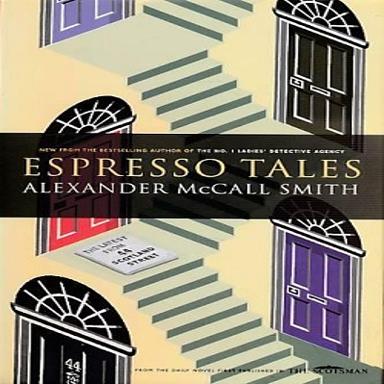 NEW FROM THE BESTSELLING AUTHOR OF THE NO. 1 LADIES' DETECTIVE AGENCY
ESPRESSO TALES
ALEXANDER McCALL SMITH
THE LATEST
FROM
44
SCOTLAND
STREET
44
FROM THE DAILY NOVEL FIRST PUBLISHED IN THE SCOTSMAN